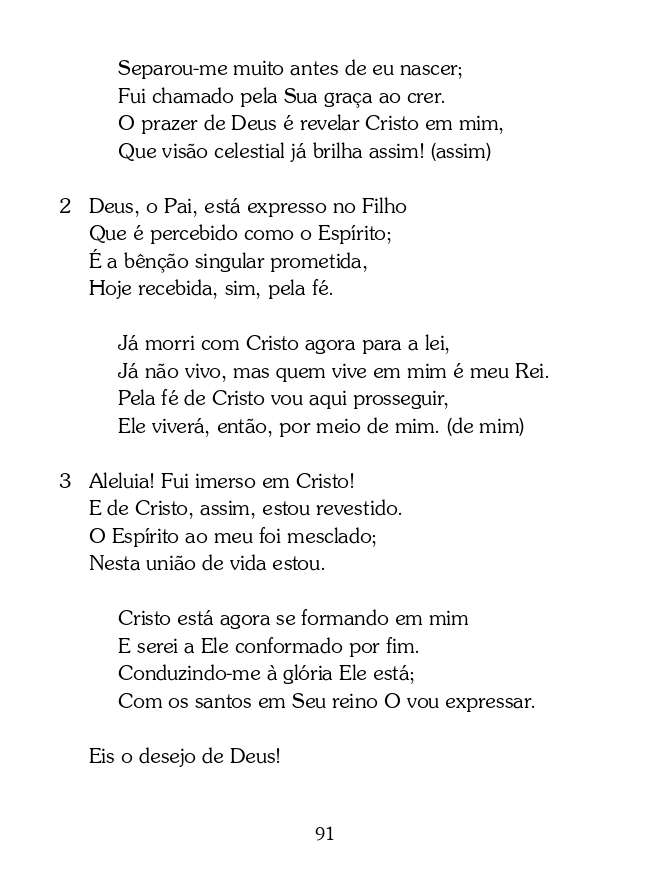 Separou-me muito antes de eu nascer;
Fui chamado pela Sua graça ao crer.
O prazer de Deus é revelar Cristo em mim,
Que visão celestial já brilha assim! (assim)
2 Deus, o Pai, está expresso no Filho
Que é percebido como o Espírito;
É a bênção singular prometida,
Hoje recebida, sim, pela fé.
Já morri com Cristo agora para a lei,
Já não vivo, mas quem vive em mim é meu Rei.
Pela fé de Cristo vou aqui prosseguir,
Ele viverá, então, por meio de mim. (de mim)
3 Aleluia! Fui imerso em Cristo!
E de Cristo, assim, estou revestido.
O Espírito ao meu foi mesclado;
Nesta união de vida estou.
Cristo está agora se formando em mim
E serei a Ele conformado por fim.
Conduzindo-me à glória Ele está;
Com os santos em Seu reino O vou expressar.
Eis o desejo de Deus!
91